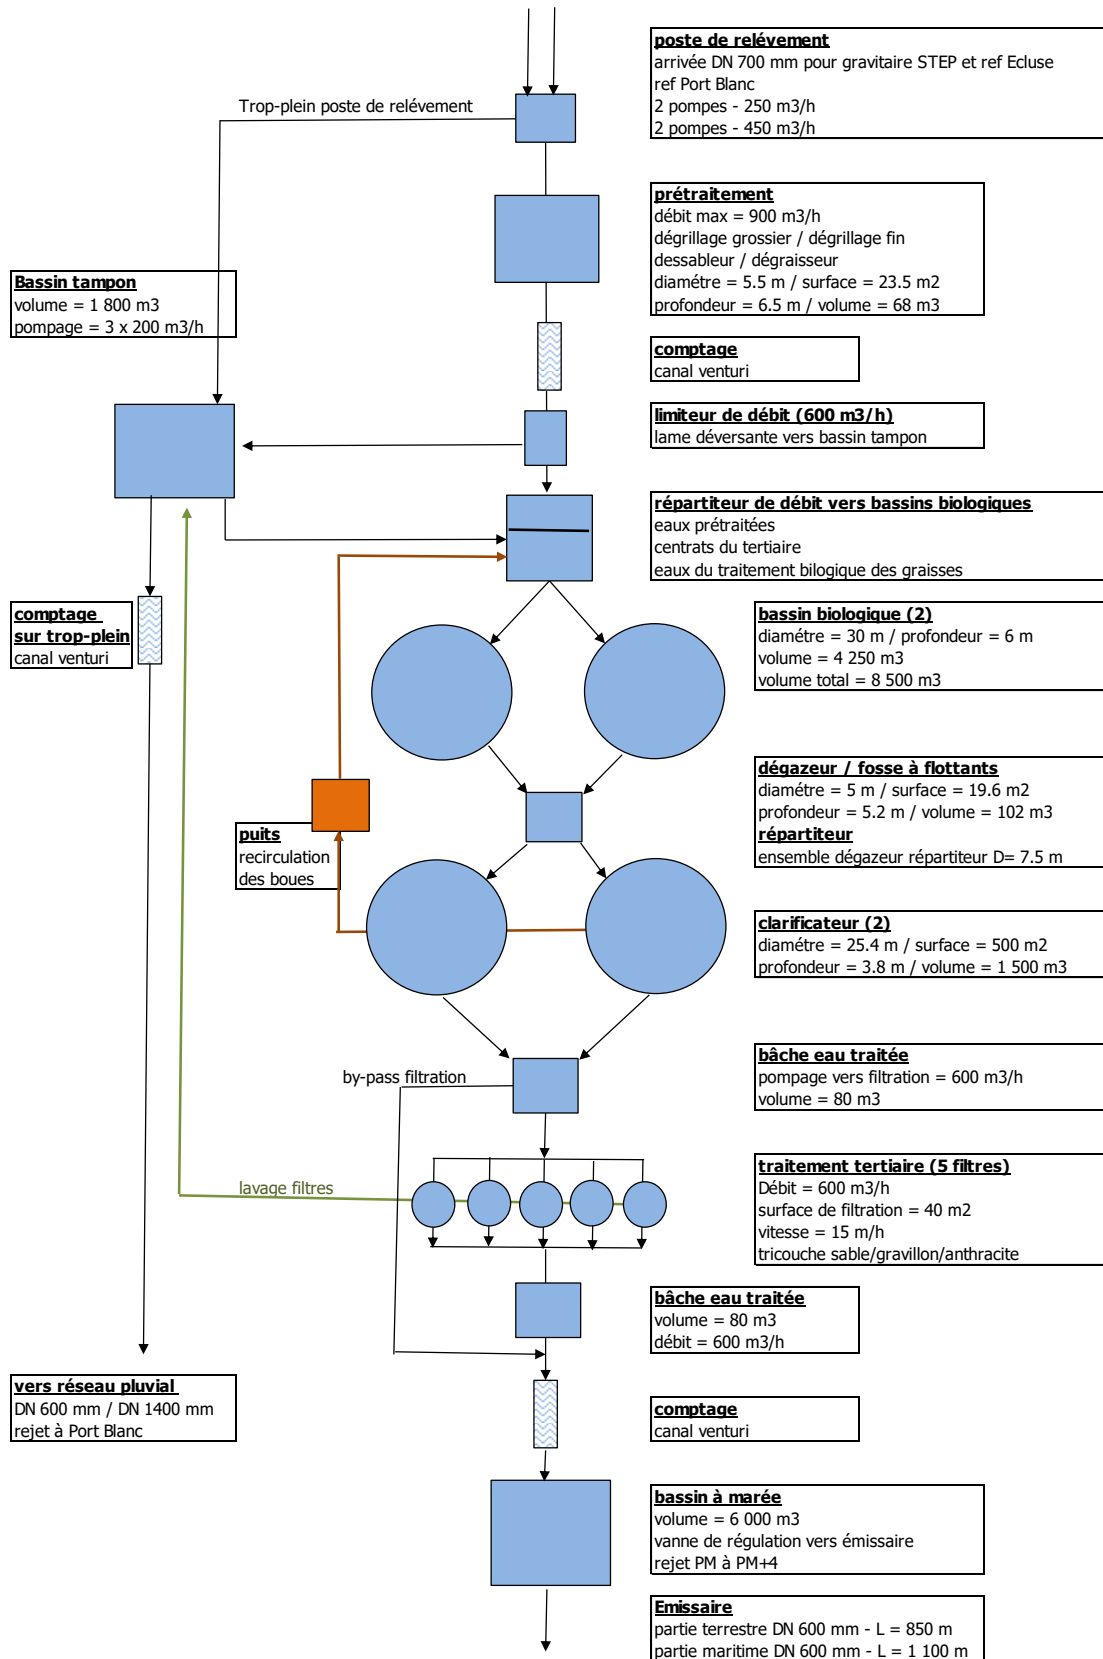 poste de relévement
arrivée DN 700 mm pour gravitaire STEP et ref Ecluse
ref Port Blanc
2 pompes - 250 m3/h
2 pompes - 450 m3/h
Trop-plein poste de relévement
prétraitement
débit max = 900 m3/h
dégrillage grossier / dégrillage fin
dessableur / dégraisseur
diamétre = 5.5 m / surface = 23.5 m2
profondeur = 6.5 m / volume = 68 m3
Bassin tampon
volume = 1 800 m3
pompage = 3 x 200 m3/h
comptage
canal venturi
limiteur de débit (600 m3/h)
lame déversante vers bassin tampon
répartiteur de débit vers bassins biologiques
eaux prétraitées
centrats du tertiaire
eaux du traitement bilogique des graisses
comptage
sur trop-plein
canal venturi
bassin biologique (2)
diamétre = 30 m / profondeur = 6 m
volume = 4 250 m3
volume total = 8 500 m3
dégazeur / fosse à flottants
diamétre = 5 m / surface = 19.6 m2
profondeur = 5.2 m / volume = 102 m3
répartiteur
ensemble dégazeur répartiteur D= 7.5 m
puits
recirculation
des boues
clarificateur (2)
diamétre = 25.4 m / surface = 500 m2
profondeur = 3.8 m / volume = 1 500 m3
bâche eau traitée
pompage vers filtration = 600 m3/h
volume = 80 m3
by-pass filtration
traitement tertiaire (5 filtres)
Débit = 600 m3/h
surface de filtration = 40 m2
vitesse = 15 m/h
tricouche sable/gravillon/anthracite
lavage filtres
bâche eau traitée
volume = 80 m3
débit = 600 m3/h
vers réseau pluvial
DN 600 mm / DN 1400 mm
rejet à Port Blanc
comptage
canal venturi
bassin à marée
volume = 6 000 m3
vanne de régulation vers émissaire
rejet PM à PM+4
Emissaire
partie terrestre DN 600 mm - L = 850 m
partie maritime DN 600 mm - L = 1 100 m